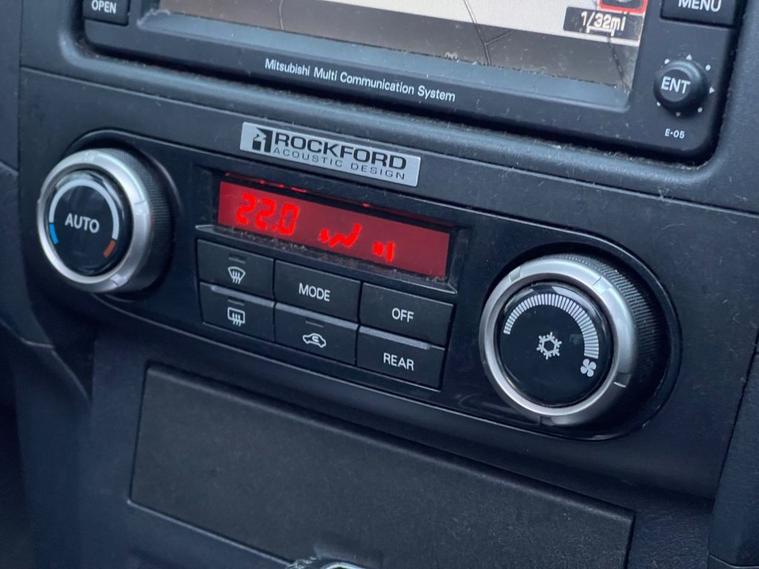 OPEN
1/32mi
MENU
Mitsubishi Multi Communication System
ENT
E-05
ROCKFORD
ACOUSTIC DESIGN
22.0
AUTO
MODE
OFF
REAR